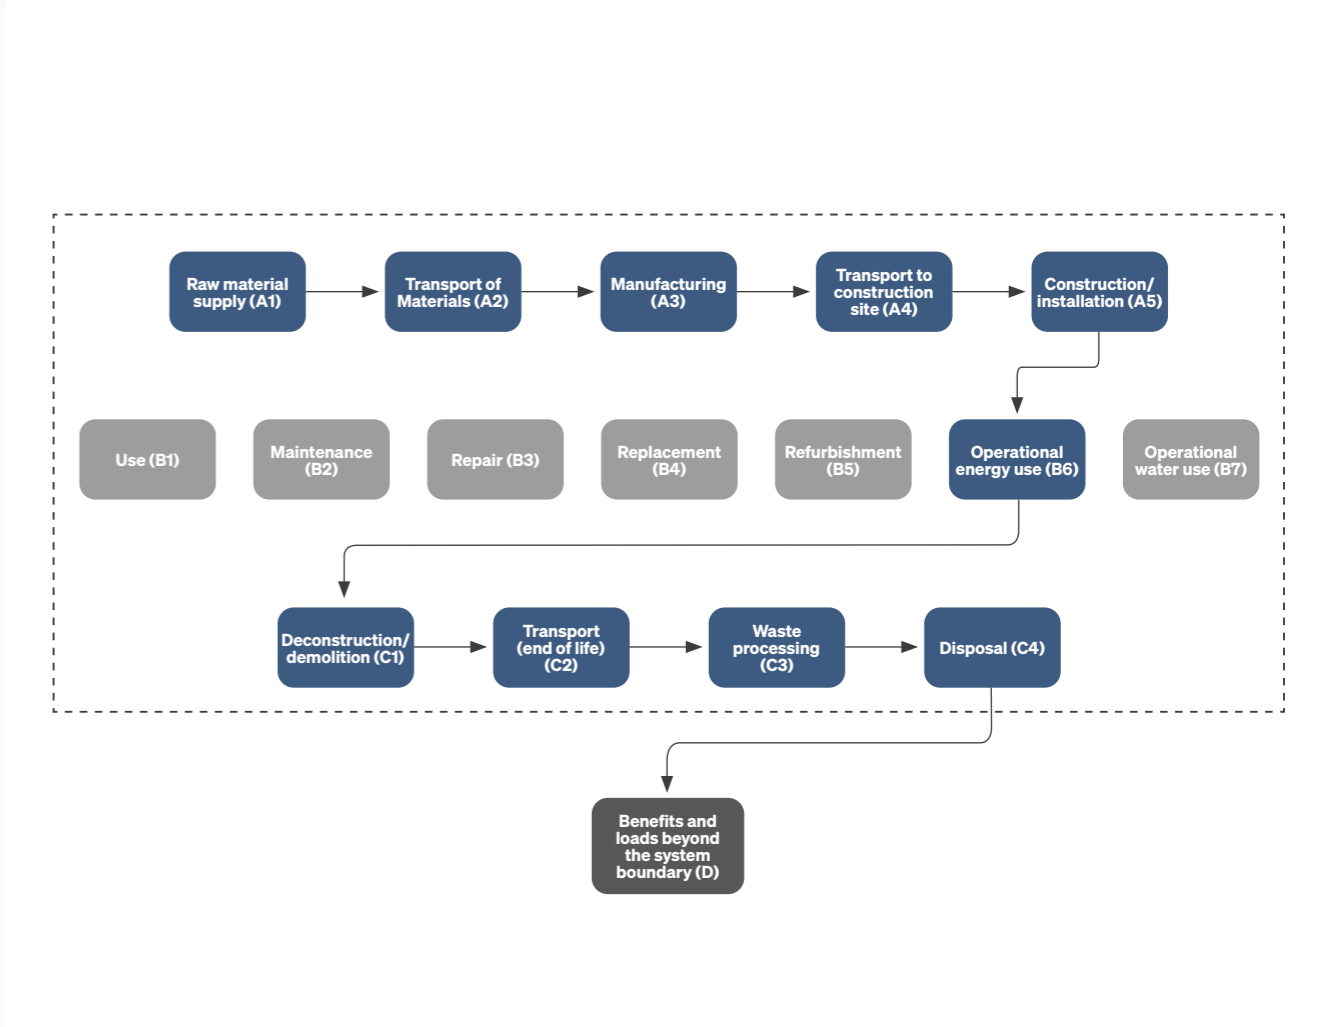 Raw material
supply (A1)
Transport of
Materials (A2)
Manufacturing
(A3)
Transport to
construction
site (A4)
Construction/
installation (A5)
Use (B1)
Maintenance
(B2)
Repair (B3)
Replacement
(B4)
Refurbishment
(B5)
Operational
energy use (B6)
Operational
water use (B7)
Deconstruction/
demolition (C1)
Transport
(end of life)
(C2)
Waste
processing
(C3)
Disposal (C4)
Benefits and
loads beyond
the system
boundary (D)